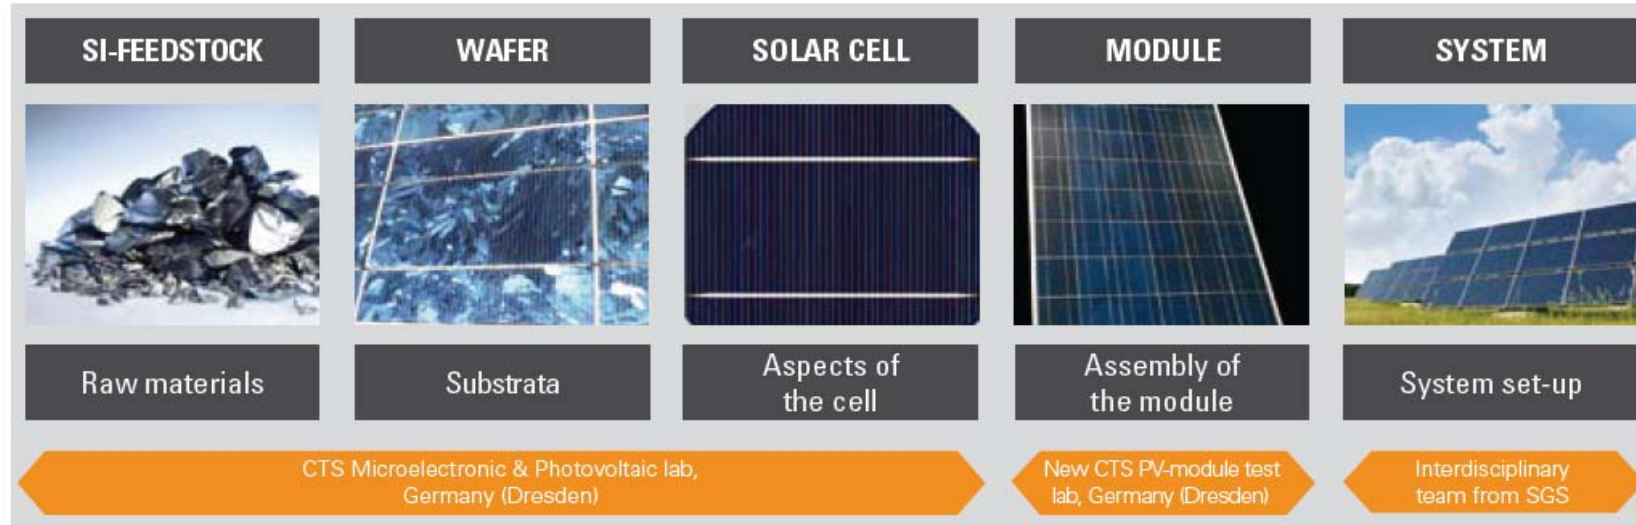 SI-FEEDSTOCK
WAFER
SOLAR CELL
MODULE
SYSTEM
Raw materials
Substrata
Aspects of
the cell
Assembly of
the module
System set-up
CTS Microelectronic & Photovoltaic lab,
Germany (Dresden)
New CTS PV-module test
lab, Germany (Dresden)
Interdisciplinary
team from SGS